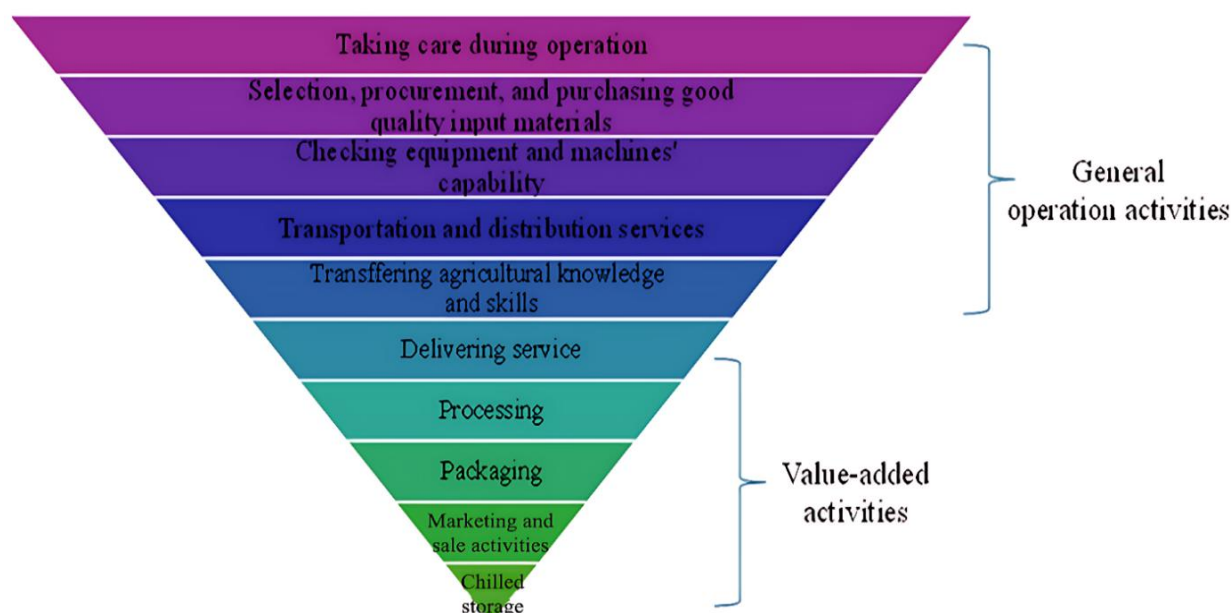 Taking care during operation
Selection, procurement, and purchasing good
quality input materials
Checking equipment and machines'
capability
Transportation and distribution services
Transffering agricultural knowledge
and skills
Delivering service
Processing
Packaging
Marketing and
sale activities
Chilled
storage
General
operation activities
Value-added
activities